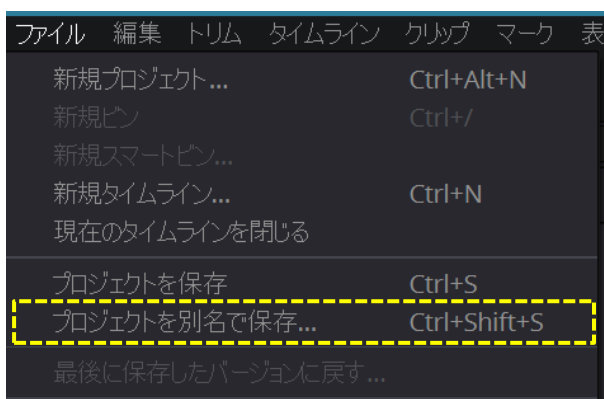 ファイル 編集 トリム タイムライン クリップ マーク 表
新規プロジェクト... Ctrl+Alt+N
新規ビン Ctrl+/
新規スマートビン...
新規タイムライン... Ctrl+N
現在のタイムラインを閉じる
プロジェクトを保存 Ctrl+S
プロジェクトを別名で保存... Ctrl+Shift+S
最後に保存したバージョンに戻す...